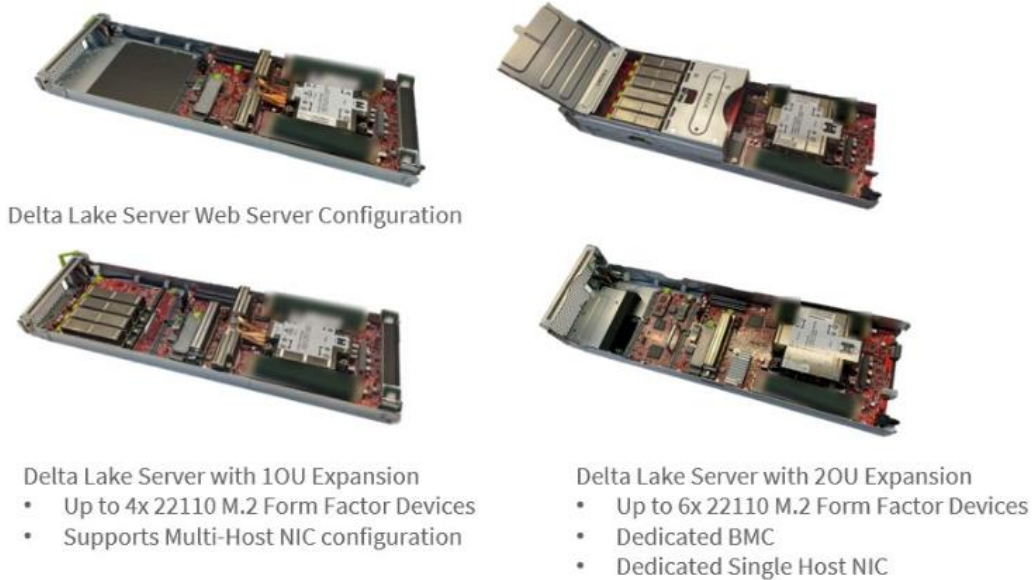 Delta Lake Server Web Server Configuration
Delta Lake Server with 1OU Expansion
• Up to 4x 22110 M.2 Form Factor Devices
• Supports Multi-Host NIC configuration
Delta Lake Server with 2OU Expansion
• Up to 6x 22110 M.2 Form Factor Devices
• Dedicated BMC
• Dedicated Single Host NIC